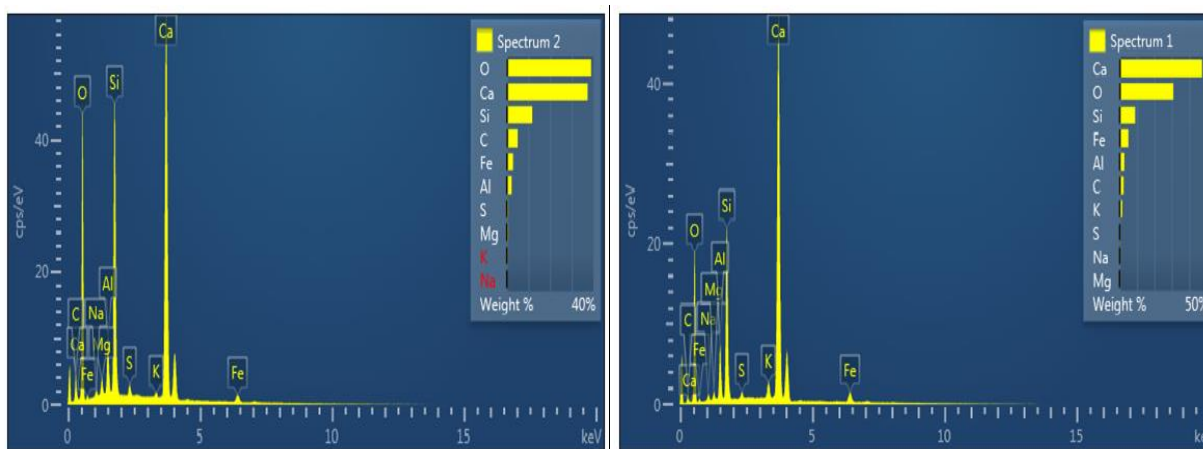 Ca
Spectrum 2
O
Ca
Si
C
Fe
Al
S
Mg
K
Na
Weight % 40%
Si
O
40
cps/eV
20
Al
C
Na
Ca
Mg
S
Fe
K
Fe
0
0
5
10
15
keV
Ca
Spectrum 1
Ca
O
Si
Fe
Al
C
K
S
Na
Mg
Weight % 50%
40
Si
cps/eV
20
O
Al
Mg
C
Na
Fe
Ca
S
K
Fe
0
0
5
10
15
ke